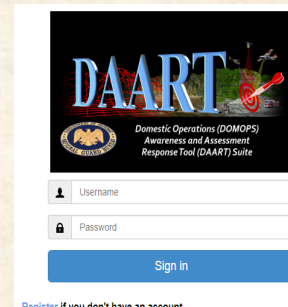 DAART
Domestic Operations (DOMOPS)
Awareness and Assessment
Response Tool (DAART) Suite
Username
Password
Sign in
Register if you don't have an account